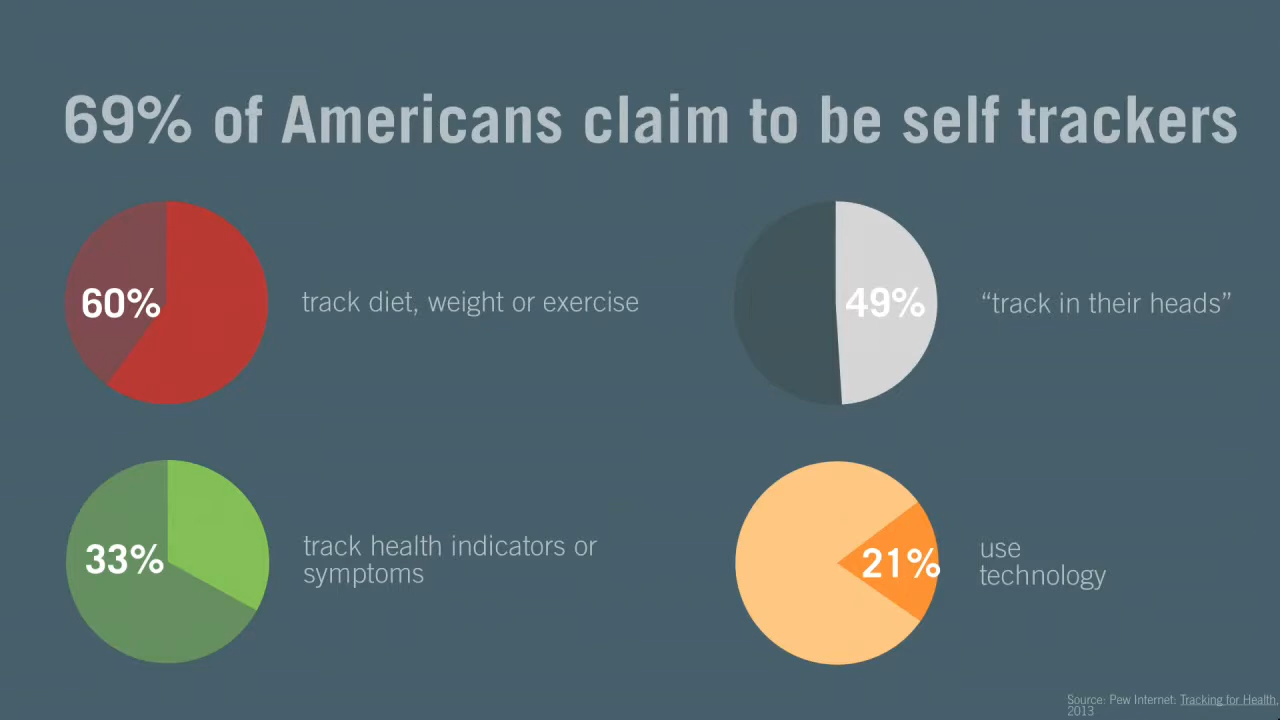 69% of Americans claim to be self trackers
60%
track diet, weight or exercise
49%
“track in their heads”
33%
track health indicators or
symptoms
21%
use
technology
Source: Pew Internet: Tracking for Health,
2013